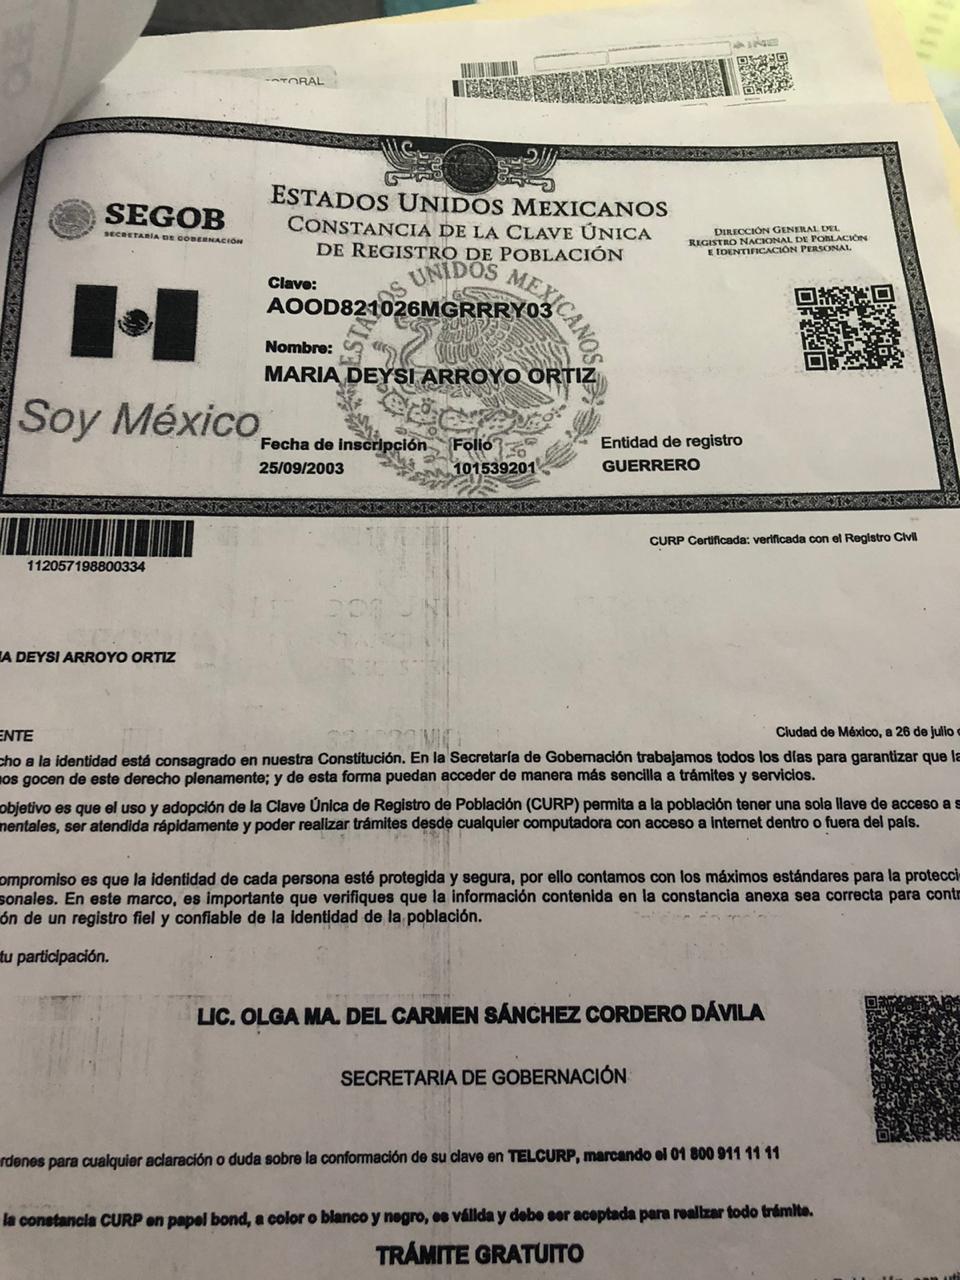 TORAL
INE
SEGOB
SECRETARÍA DE GOBERNACIÓN
ESTADOS UNIDOS MEXICANOS
CONSTANCIA DE LA CLAVE ÚNICA
DE REGISTRO DE POBLACIÓN
DIRECCIÓN GENERAL DEL
REGISTRO NACIONAL DE POBLACIÓN
E IDENTIFICACIÓN PERSONAL
ESTADOS UNIDOS MEXICANOS
Clave:
AOOD821026MGRRRY03
Nombre:
MARIA DEYSI ARROYO ORTIZ
Soy México
Fecha de inscripción Folio Entidad de registro
25/09/2003 101539201 GUERRERO
112057198800334
CURP Certificada: verificada con el Registro Civil
A DEYSI ARROYO ORTIZ
ENTE
Ciudad de México, a 26 de julio
cho a la identidad está consagrado en nuestra Constitución. En la Secretaría de Gobernación trabajamos todos los días para garantizar que la
os gocen de este derecho plenamente; y de esta forma puedan acceder de manera más sencilla a trámites y servicios.
objetivo es que el uso y adopción de la Clave Única de Registro de Población (CURP) permita a la población tener una sola llave de acceso a s
mentales, ser atendida rápidamente y poder realizar trámites desde cualquier computadora con acceso a internet dentro o fuera del país.
ompromiso es que la identidad de cada persona esté protegida y segura, por ello contamos con los máximos estándares para la protecci
sonales. En este marco, es importante que verifiques que la información contenida en la constancia anexa sea correcta para contr
ón de un registro fiel y confiable de la identidad de la población.
tu participación.
LIC. OLGA MA. DEL CARMEN SÁNCHEZ CORDERO DÁVILA
SECRETARIA DE GOBERNACIÓN
rdenes para cualquier aclaración o duda sobre la conformación de su clave en TELCURP, marcando el 01 800 911 11 11
la constancia CURP en papel bond, a color o blanco y negro, es válida y debe ser aceptada para realizar todo trámite.
TRÁMITE GRATUITO